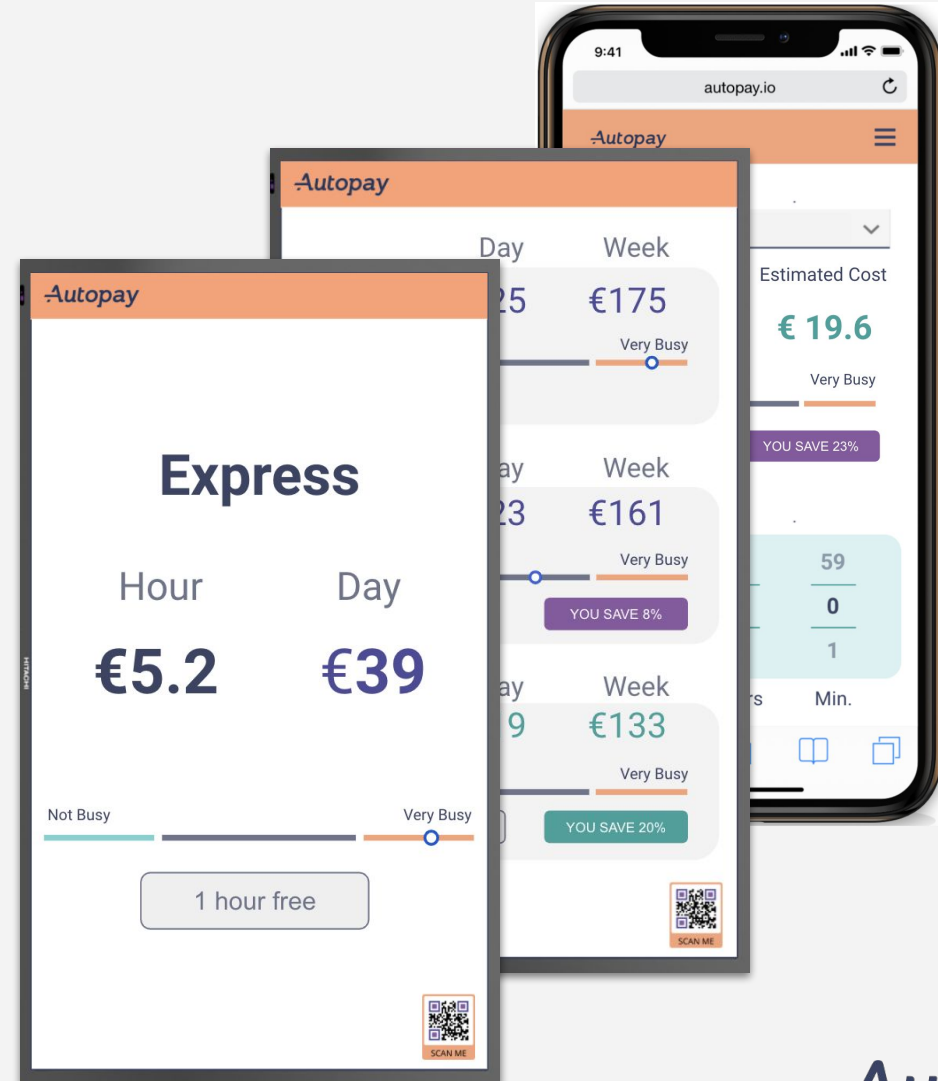 9:41
autopay.io
Autopay
Estimated Cost
€ 19.6
Very Busy
YOU SAVE 23%
59
0
1
Min.
Autopay
Day Week
€175
Very Busy
Week
€161
Very Busy
YOU SAVE 8%
Week
€133
Very Busy
YOU SAVE 20%
SCAN ME
Autopay
Express
Hour Day
€5.2 €39
Not Busy Very Busy
1 hour free
SCAN ME
HITACHI